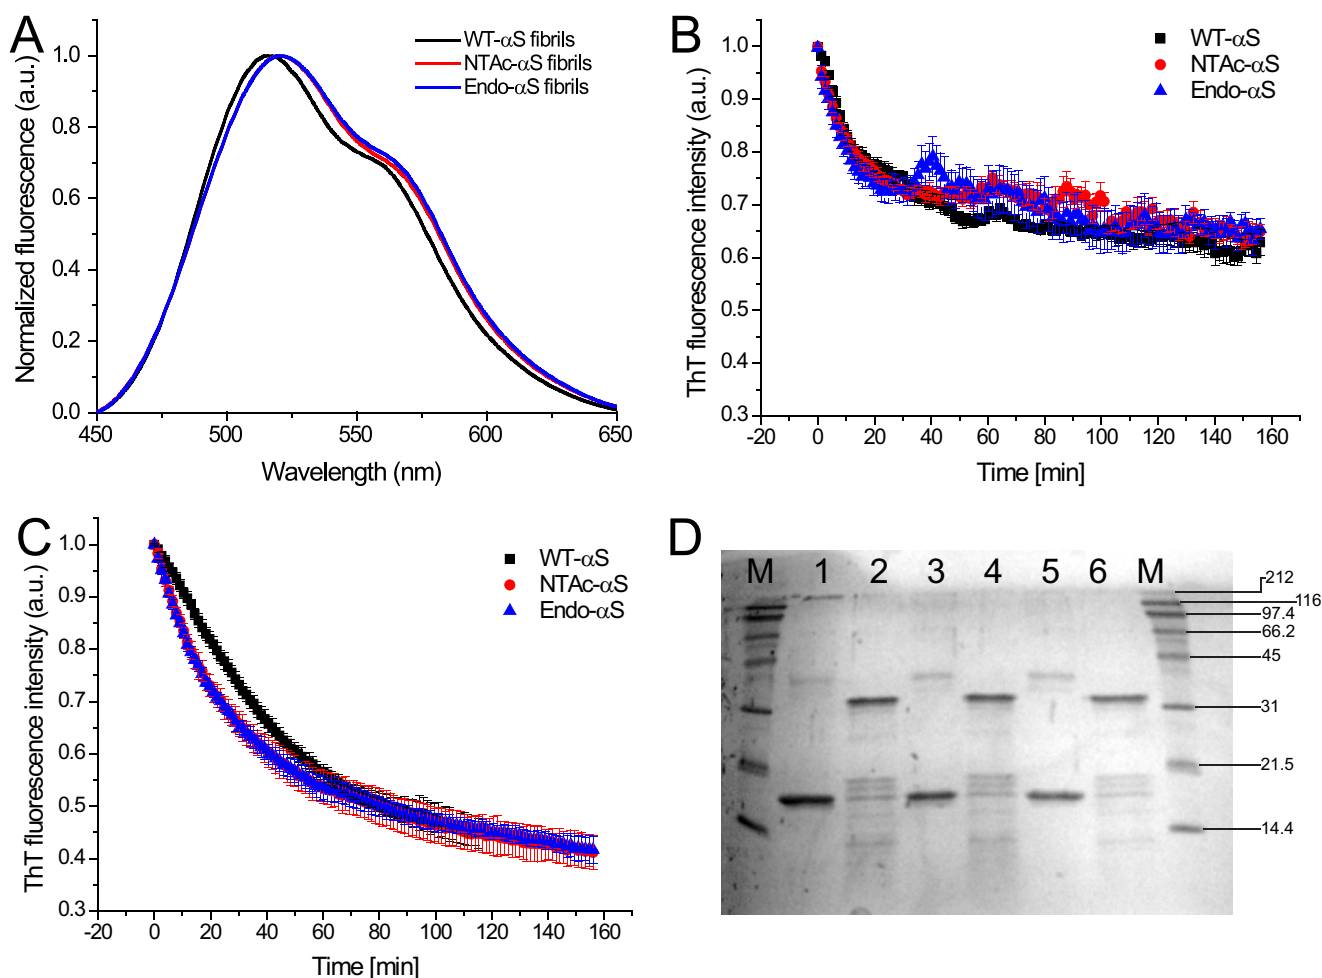 A
WT-αS fibrils
NTAc-αS fibrils
Endo-αS fibrils
Normalized fluorescence (a.u.)
1.0
0.8
0.6
0.4
0.2
0.0
450
500
550
600
650
Wavelength (nm)
B
WT-αS
NTAc-αS
Endo-αS
ThT fluorescence intensity (a.u.)
1.0
0.9
0.8
0.7
0.6
0.5
0.4
0.3
-20
0
20
40
60
80
100
120
140
160
Time [min]
C
WT-αS
NTAc-αS
Endo-αS
ThT fluorescence intensity (a.u.)
1.0
0.9
0.8
0.7
0.6
0.5
0.4
0.3
-20
0
20
40
60
80
100
120
140
160
Time [min]
D
M 1 2 3 4 5 6 M
212
116
97.4
66.2
45
31
21.5
14.4